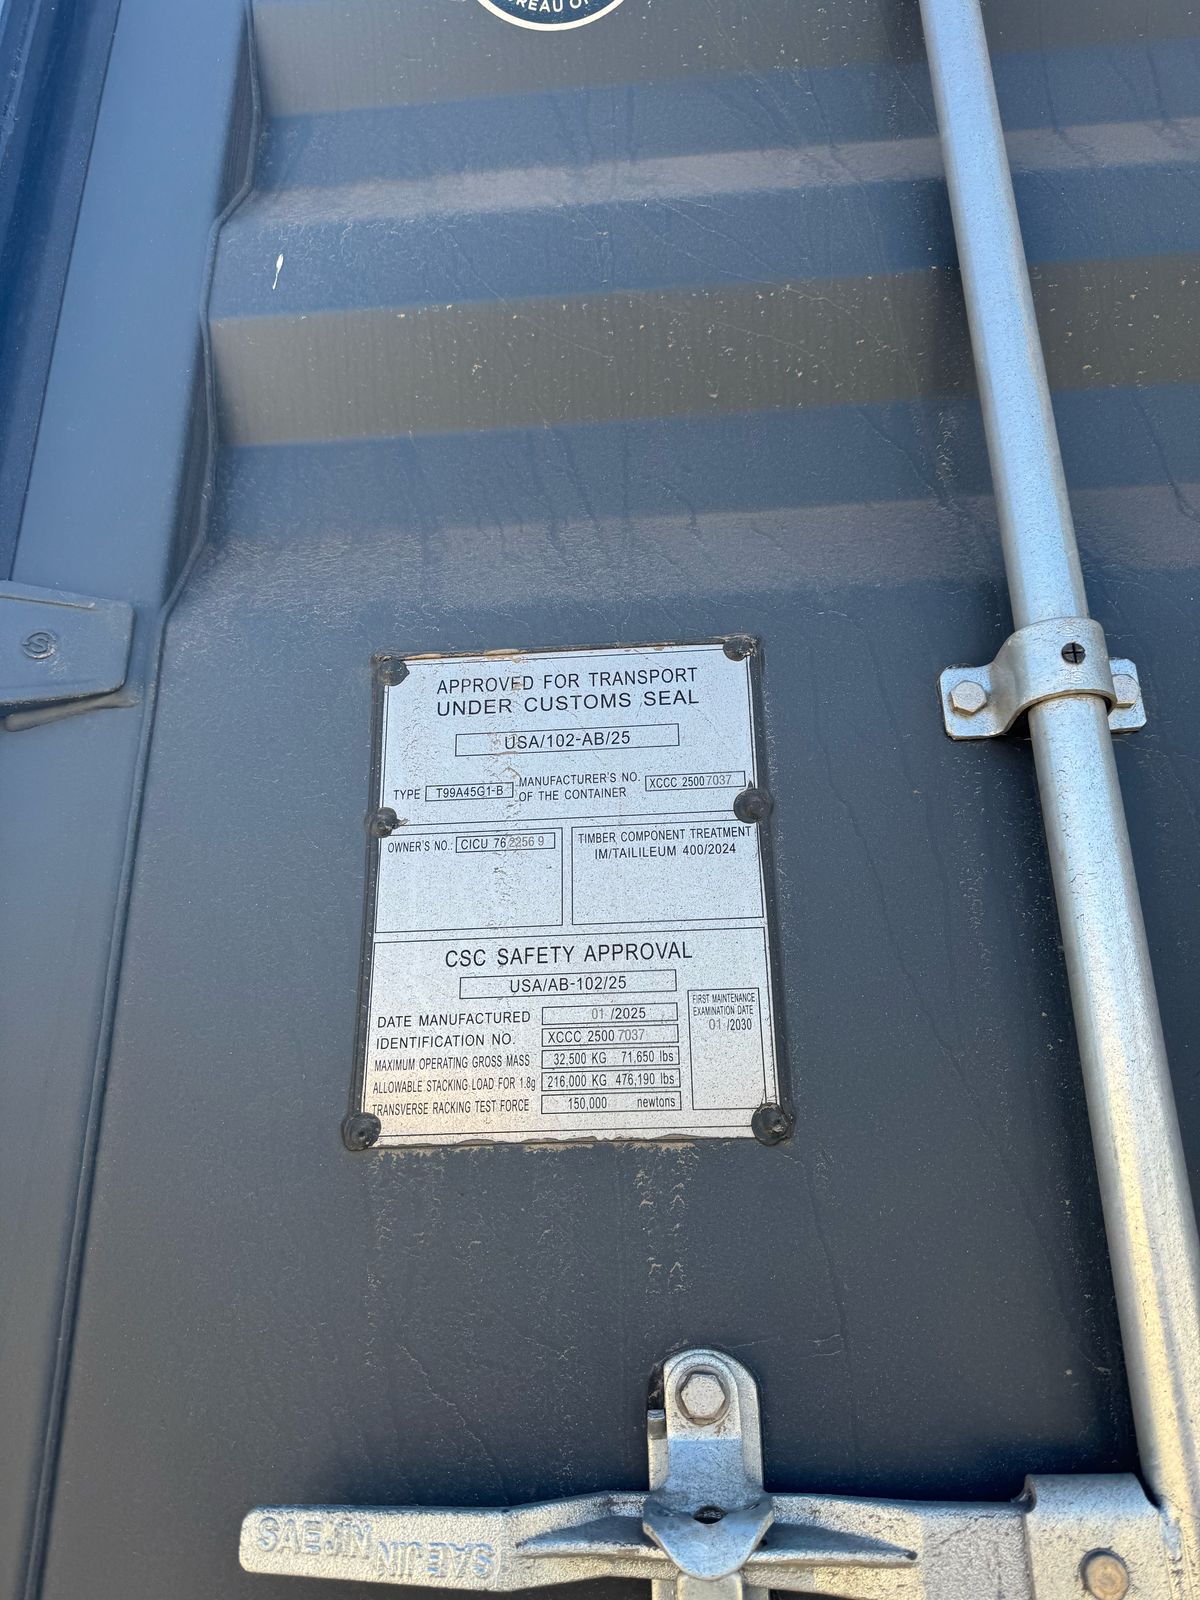 REAU O
APPROVED FOR TRANSPORT
UNDER CUSTOMS SEAL
USA/102-AB/25
TYPE T99A45G1-B MANUFACTURER'S NO. OF THE CONTAINER XCCC 2500 7037
OWNER'S NO.: CICU 76 2256 9
TIMBER COMPONENT TREATMENT
IM/TAILILEUM 400/2024
CSC SAFETY APPROVAL
USA/AB-102/25
DATE MANUFACTURED 01 /2025
IDENTIFICATION NO. XCCC 2500 7037
MAXIMUM OPERATING GROSS MASS 32,500 KG 71,650 lbs
ALLOWABLE STACKING LOAD FOR 1.8g 216,000 KG 476,190 lbs
TRANSVERSE RACKING TEST FORCE 150,000 newtons
FIRST MAINTENANCE
EXAMINATION DATE
01 /2030
SAEJIN
SAEJIN